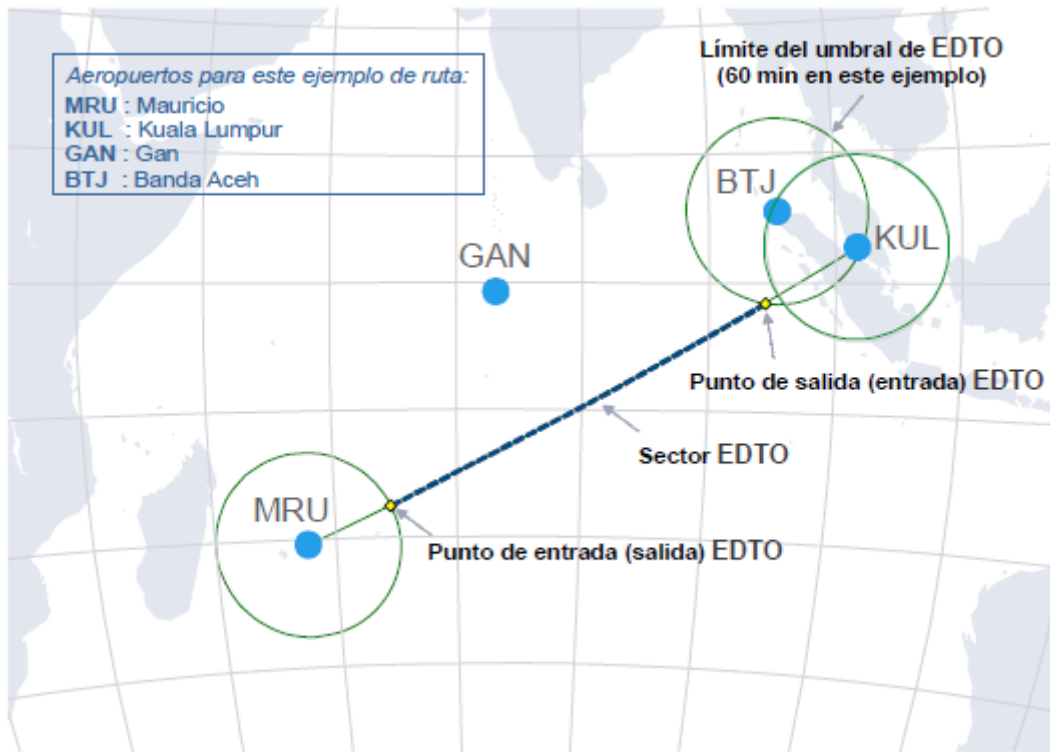 Aeropuertos para este ejemplo de ruta:
MRU : Mauricio
KUL : Kuala Lumpur
GAN : Gan
BTJ : Banda Aceh
Límite del umbral de EDTO
(60 min en este ejemplo)
BTJ
KUL
GAN
Punto de salida (entrada) EDTO
Sector EDTO
MRU
Punto de entrada (salida) EDTO